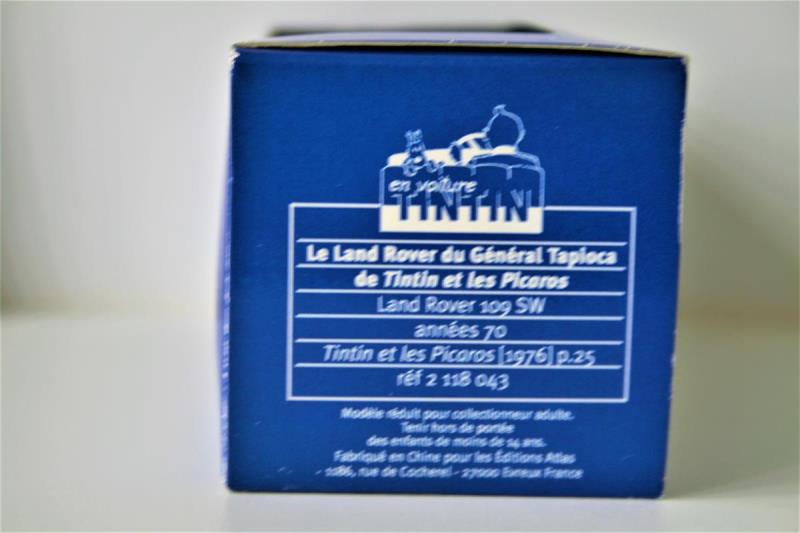 en voiture
TINTIN
Le Land Rover du Général Tapioca
de Tintin et les Picaros
Land Rover 109 SW
années 70
Tintin et les Picaros [1976] p.25
réf 2 118 043
Modèle réduit pour collectionneur adulte.
Tenir hors de portée
des enfants de moins de 14 ans.
Fabriqué en Chine pour les Éditions Atlas
1186, rue de Cocherel - 27000 Evreux France